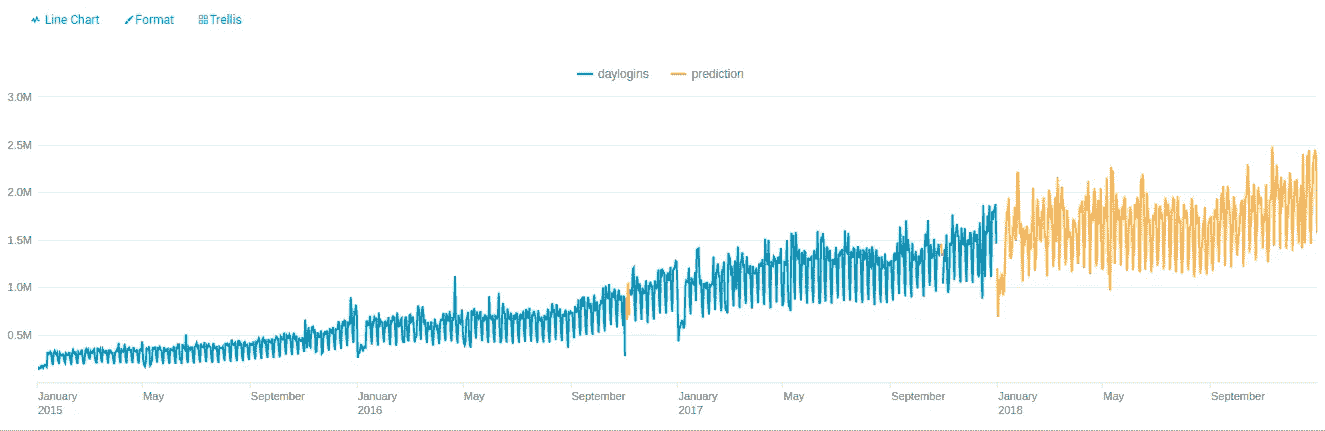 Line Chart Format Trellis
daylogins prediction
3.0M
2.5M
2.0M
1.5M
1.0M
0.5M
January May September January May September January May September January May September
2015 2016 2017 2018